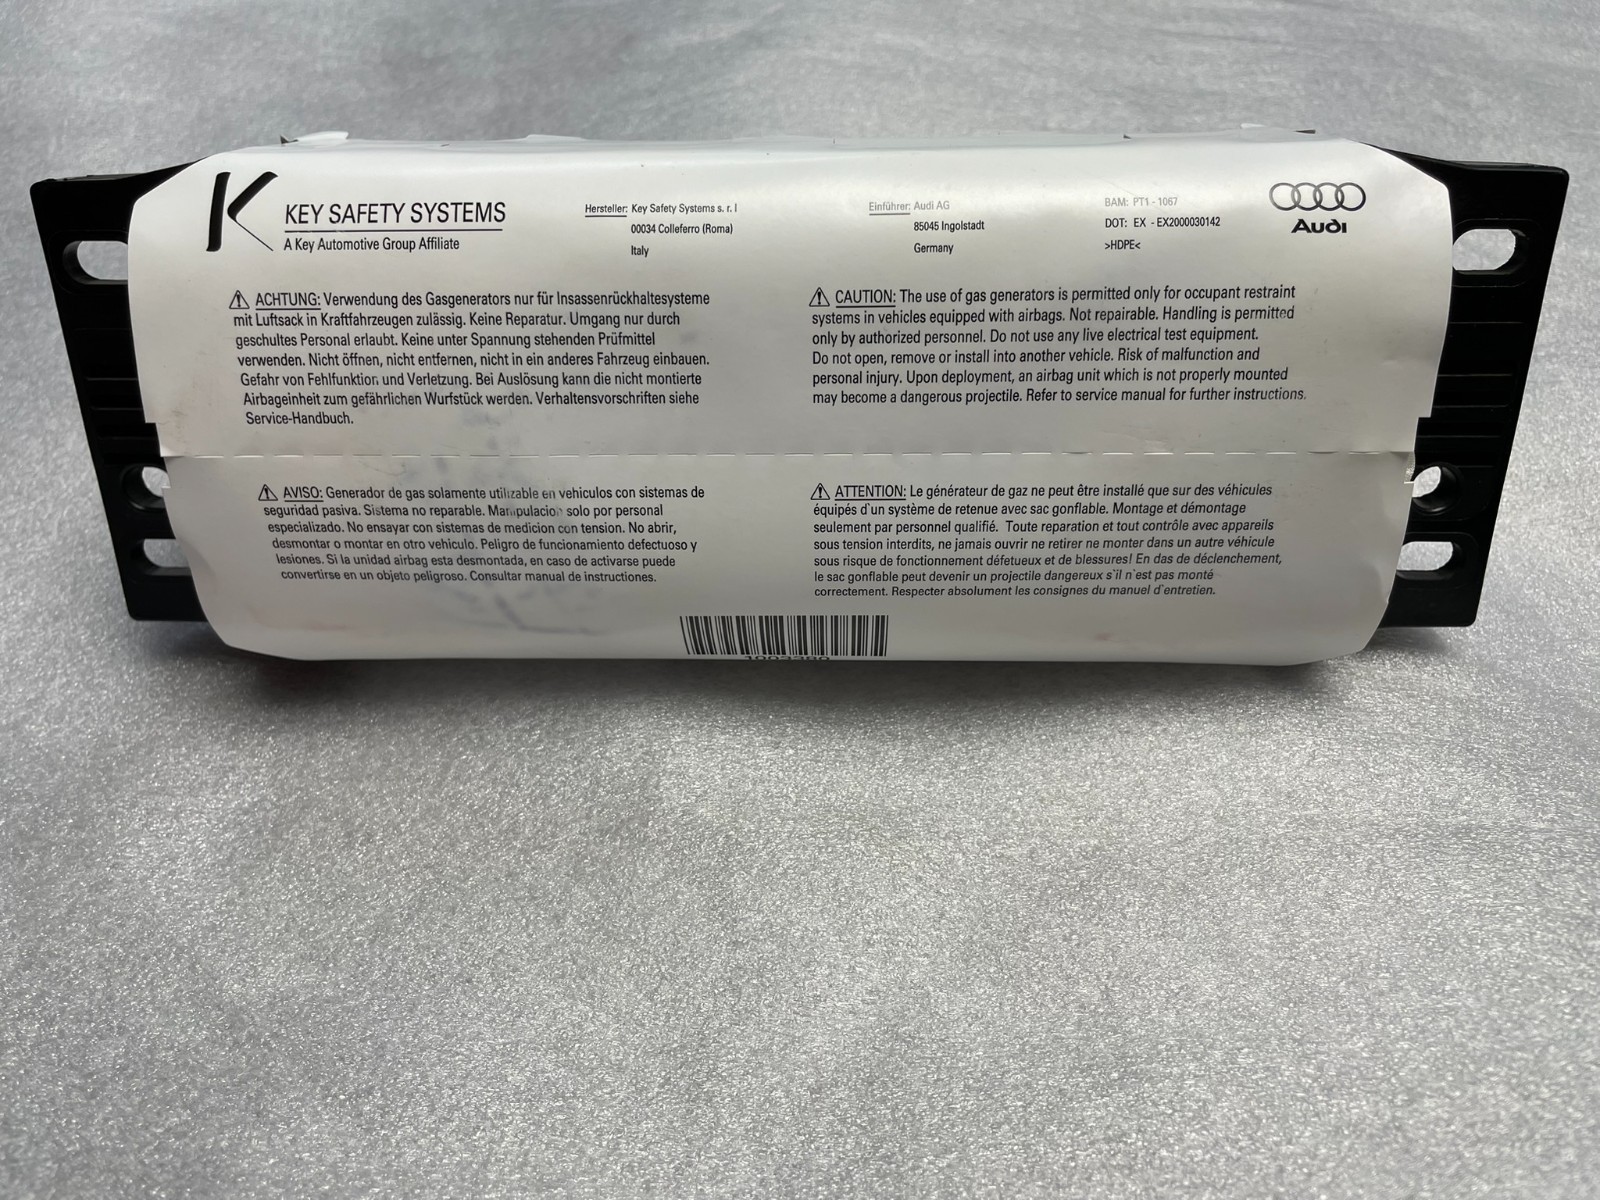 K
KEY SAFETY SYSTEMS
A Key Automotive Group Affiliate
Hersteller: Key Safety Systems s. r. l
00034 Colleferro (Roma)
Italy
Einführer: Audi AG
85045 Ingolstadt
Germany
BAM: PT1 - 1067
DOT: EX - EX2000030142
>HDPE<
Audi
ACHTUNG: Verwendung des Gasgenerators nur für Insassenrückhaltesysteme
mit Luftsack in Kraftfahrzeugen zulässig. Keine Reparatur. Umgang nur durch
geschultes Personal erlaubt. Keine unter Spannung stehenden Prüfmittel
verwenden. Nicht öffnen, nicht entfernen, nicht in ein anderes Fahrzeug einbauen.
Gefahr von Fehlfunktion und Verletzung. Bei Auslösung kann die nicht montierte
Airbageinheit zum gefährlichen Wurfstück werden. Verhaltensvorschriften siehe
Service-Handbuch.
CAUTION: The use of gas generators is permitted only for occupant restraint
systems in vehicles equipped with airbags. Not repairable. Handling is permitted
only by authorized personnel. Do not use any live electrical test equipment.
Do not open, remove or install into another vehicle. Risk of malfunction and
personal injury. Upon deployment, an airbag unit which is not properly mounted
may become a dangerous projectile. Refer to service manual for further instructions.
AVISO: Generador de gas solamente utilizable en vehiculos con sistemas de
seguridad pasiva. Sistema no reparable. Manipulacion solo por personal
especializado. No ensayar con sistemas de medicion con tension. No abrir,
desmontar o montar en otro vehiculo. Peligro de funcionamiento defectuoso y
lesiones. Si la unidad airbag esta desmontada, en caso de activarse puede
convertirse en un objeto peligroso. Consultar manual de instructiones.
ATTENTION: Le générateur de gaz ne peut être installé que sur des véhicules
équipés d`un système de retenue avec sac gonflable. Montage et démontage
seulement par personnel qualifié. Toute reparation et tout contrôle avec appareils
sous tension interdits, ne jamais ouvrir ne retirer ne monter dans un autre véhicule
sous risque de fonctionnement défetueux et de blessures! En das de déclenchement,
le sac gonflable peut devenir un projectile dangereux s`il n`est pas monté
correctement. Respecter absolument les consignes du manuel d`entretien.